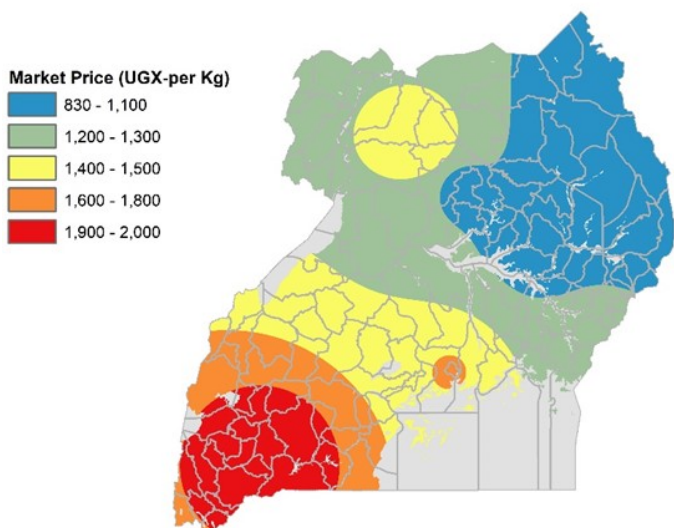 Market Price (UGX-per Kg)
830 - 1,100
1,200 - 1,300
1,400 - 1,500
1,600 - 1,800
1,900 - 2,000